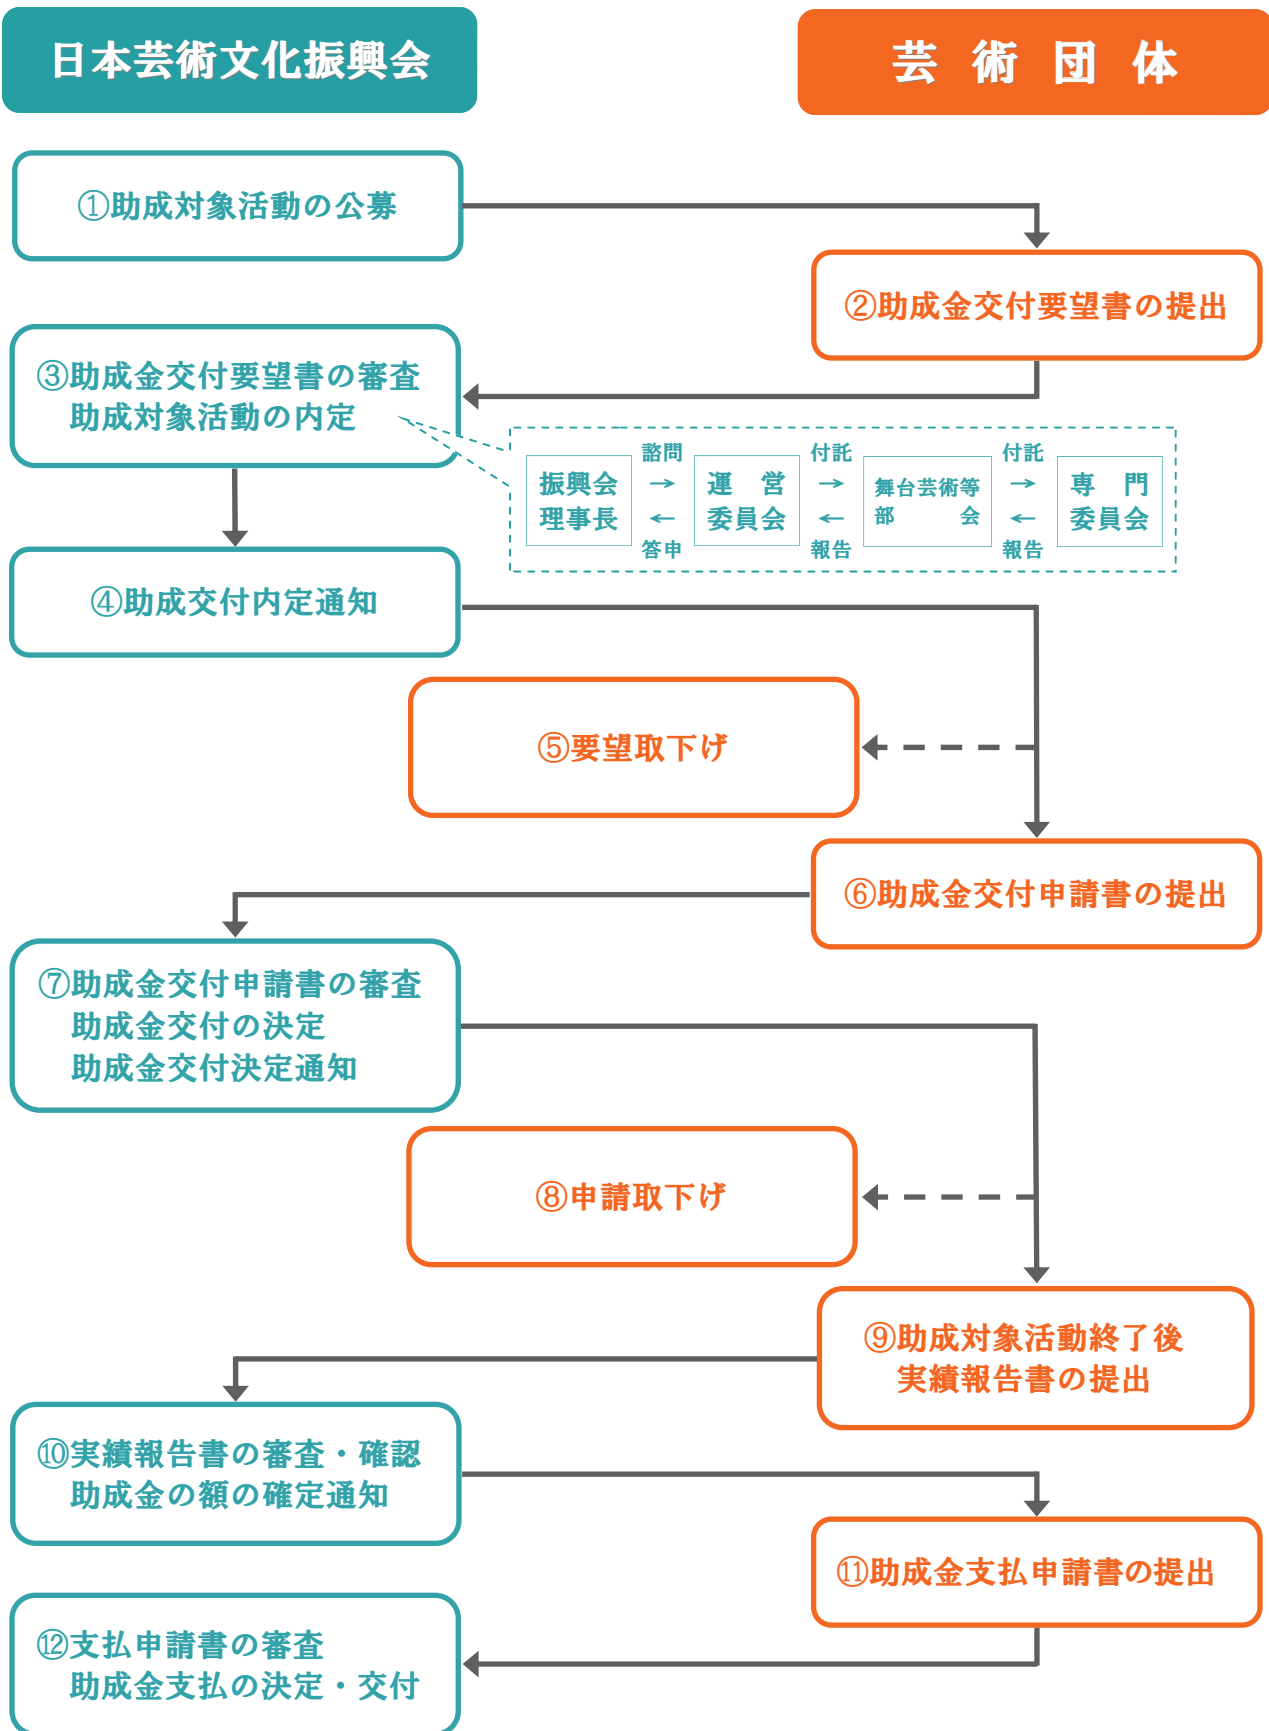 日本芸術文化振興会
芸術団体
①助成対象活動の公募
②助成金交付要望書の提出
③助成金交付要望書の審査
助成対象活動の内定
諮問
付託
付託
振興会
理事長
→
←
運営
委員会
→
←
舞台芸術等
部会
→
←
専門
委員会
答申
報告
報告
④助成交付内定通知
⑤要望取下げ
⑥助成金交付申請書の提出
⑦助成金交付申請書の審査
助成金交付の決定
助成金交付決定通知
⑧申請取下げ
⑨助成対象活動終了後
実績報告書の提出
⑩実績報告書の審査・確認
助成金の額の確定通知
⑪助成金支払申請書の提出
⑫支払申請書の審査
助成金支払の決定・交付